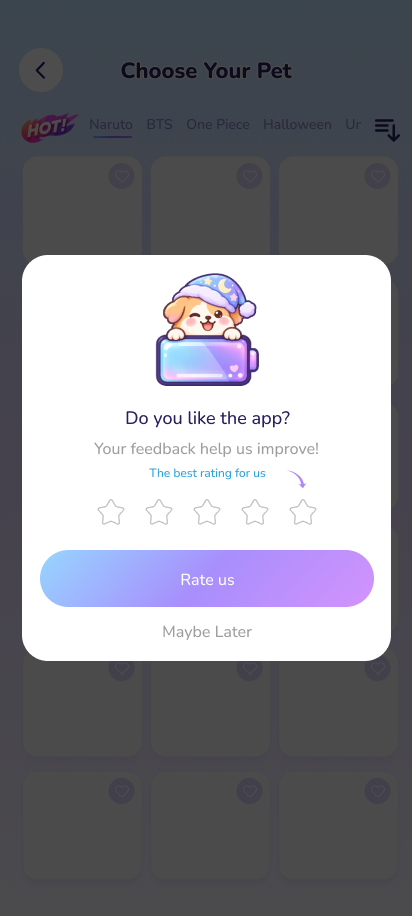 Choose Your Pet
HOT!
Naruto BTS One Piece Halloween Ur
Do you like the app?
Your feedback help us improve!
The best rating for us
Rate us
Maybe Later